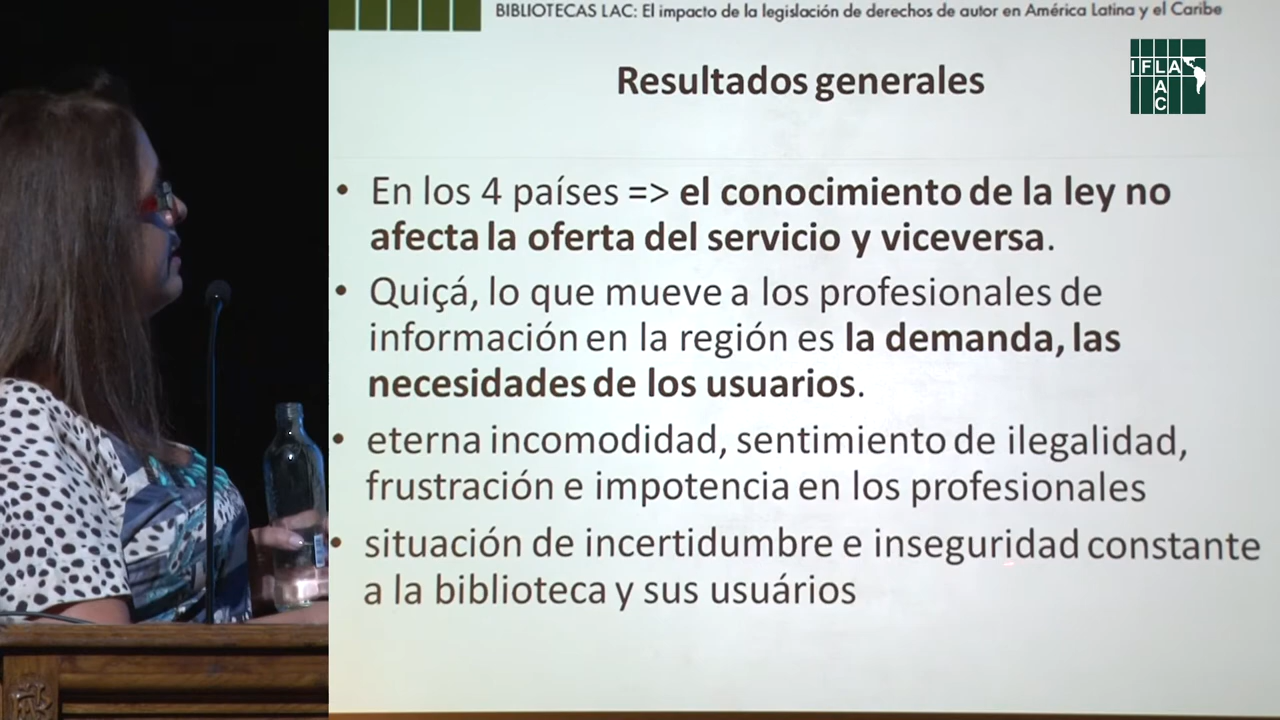 BIBLIOTECAS LAC: El impacto de la legislación de derechos de autor en América Latina y el Caribe
IFLA
LAC
Resultados generales
• En los 4 países => el conocimiento de la ley no
afecta la oferta del servicio y viceversa.
• Quiçá, lo que mueve a los profesionales de
información en la región es la demanda, las
necesidades de los usuarios.
• eterna incomodidad, sentimiento de ilegalidad,
frustración e impotencia en los profesionales
• situación de incertidumbre e inseguridad constante
a la biblioteca y sus usuários